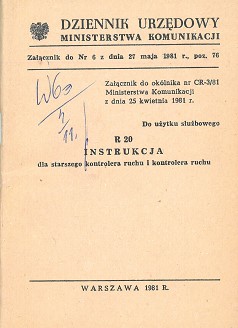 DZIENNIK URZĘDOWY
MINISTERSTWA KOMUNIKACJI
Załącznik do Nr 6 z dnia 27 maja 1981 r., poz. 76
Załącznik do okólnika nr CR-3/81
Ministerstwa Komunikacji
z dnia 25 kwietnia 1981 r.
Do użytku służbowego
R 20
INSTRUKCJA
dla starszego kontrolera ruchu i kontrolera ruchu
WARSZAWA 1981 R.